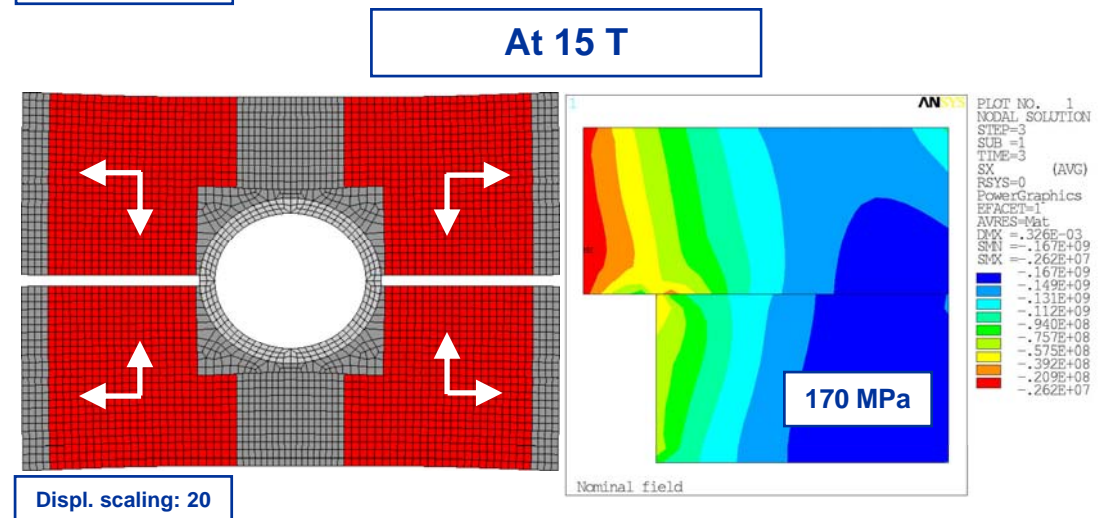 At 15 T
Displ. scaling: 20
1
ANSYS
PLOT NO. 1
NODAL SOLUTION
STEP=3
SUB =1
TIME=3
SX (AVG)
RSYS=0
PowerGraphics
EFACET=1
AVRES=Mat
DMX =.326E-03
SMN =-.167E+09
SMX =-.262E+07
-.167E+09
-.149E+09
-.131E+09
-.112E+09
-.940E+08
-.757E+08
-.575E+08
-.392E+08
-.209E+08
-.262E+07
170 MPa
Nominal field